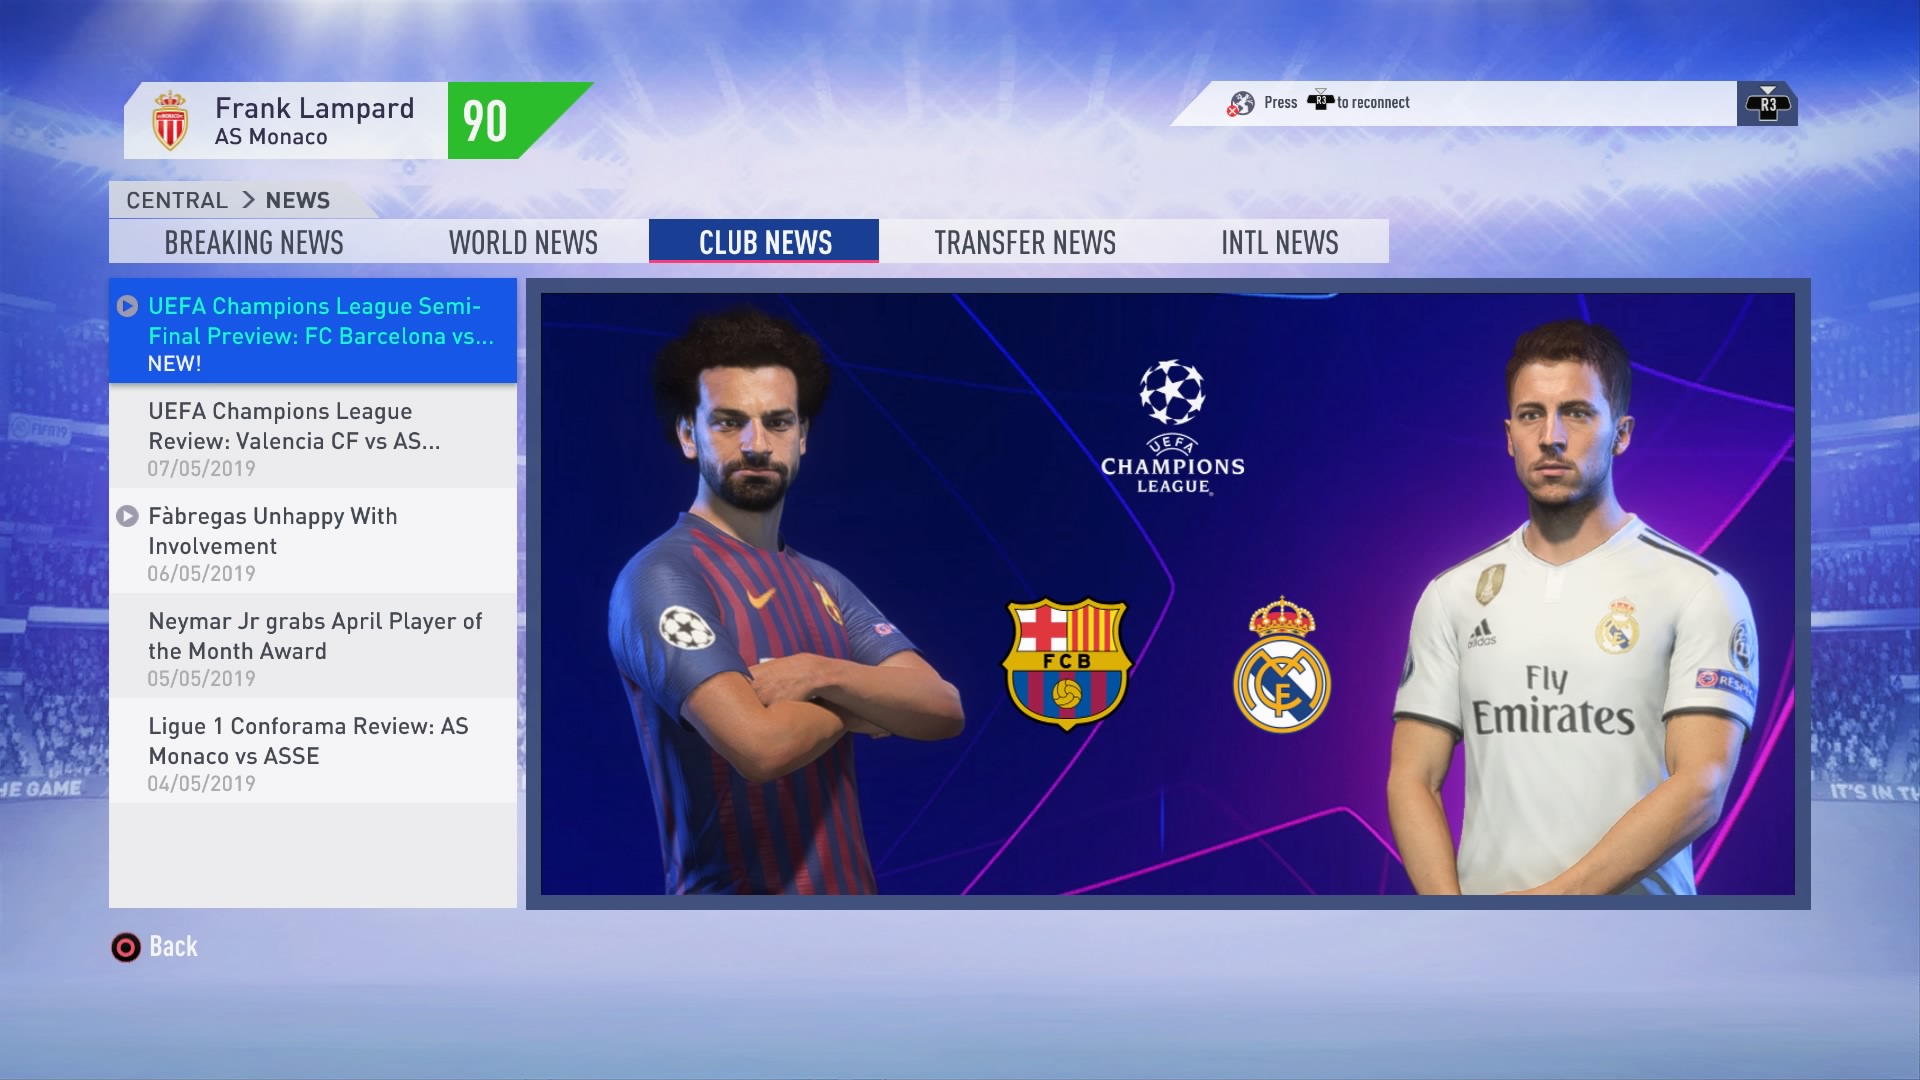 Frank Lampard
AS Monaco
90
Press R3 to reconnect
R3
CENTRAL > NEWS
BREAKING NEWS
WORLD NEWS
CLUB NEWS
TRANSFER NEWS
INTL NEWS
UEFA Champions League Semi-
Final Preview: FC Barcelona vs...
NEW!
UEFA Champions League
Review: Valencia CF vs AS...
07/05/2019
Fàbregas Unhappy With
Involvement
06/05/2019
Neymar Jr grabs April Player of
the Month Award
05/05/2019
Ligue 1 Conforama Review: AS
Monaco vs ASSE
04/05/2019
UEFA
CHAMPIONS
LEAGUE
FCB
adidas
RESPE
Fly
Emirates
FIFA19
HE GAME
IT'S IN TH
Back